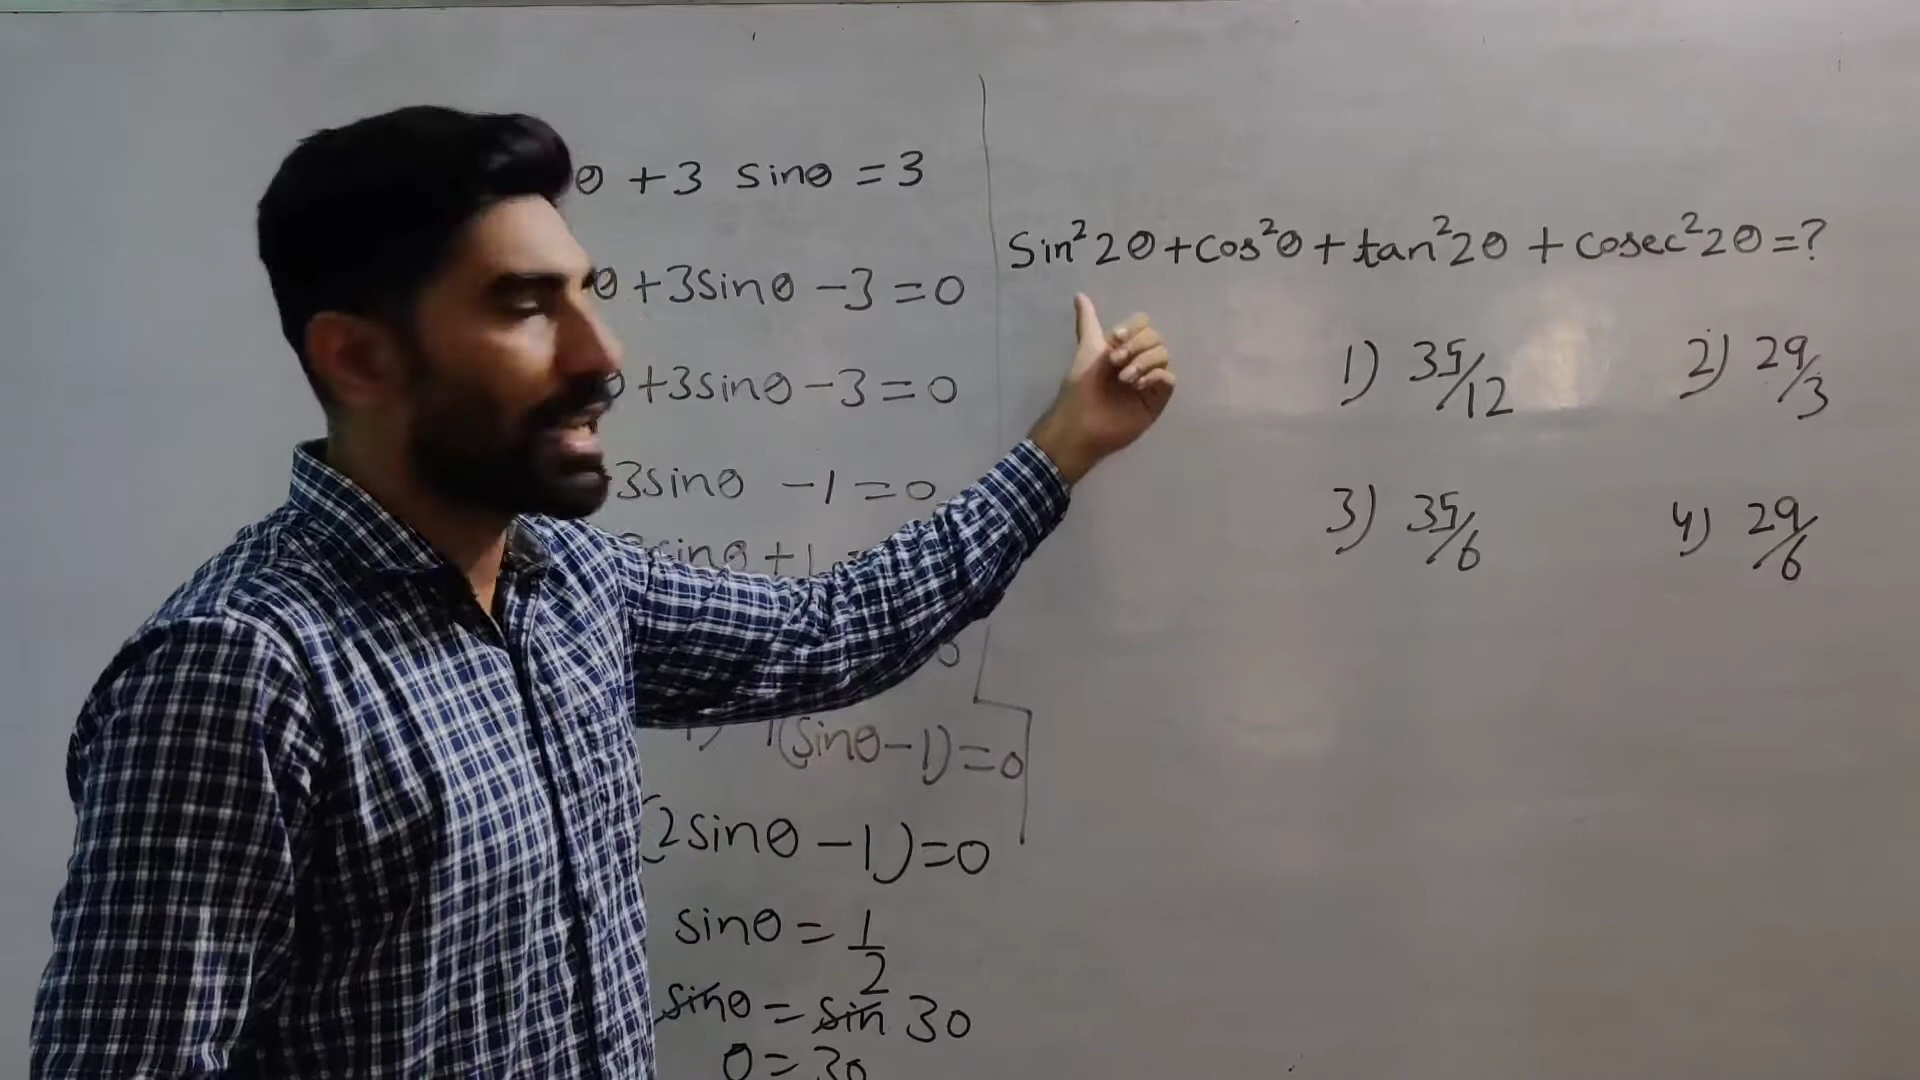 θ + 3 sinθ = 3
θ + 3sinθ - 3 = 0
θ + 3sinθ - 3 = 0
3sinθ - 1 = 0
sinθ + 1
0
1(sinθ - 1) = 0
(2sinθ - 1) = 0
sinθ = 1/2
sinθ = sin 30
θ = 30
Sin²2θ + cos²θ + tan²2θ + cosec²2θ = ?
1) 35/12 2) 29/3
3) 35/6 4) 29/6